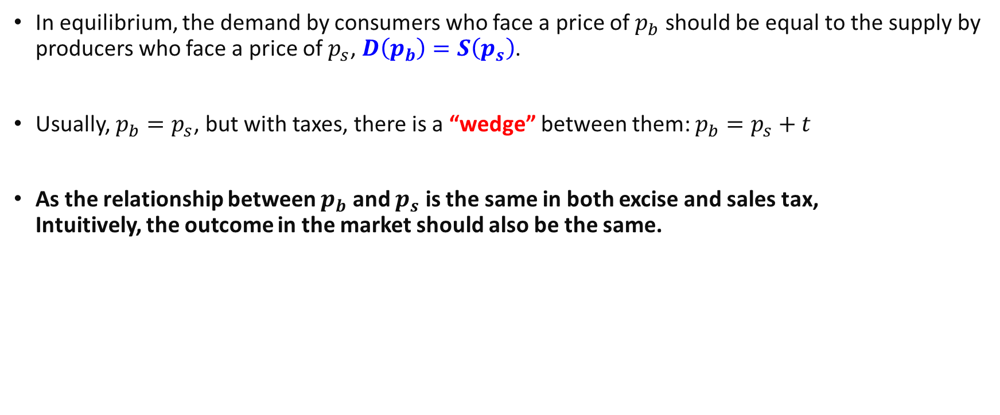 • In equilibrium, the demand by consumers who face a price of p_b should be equal to the supply by
producers who face a price of p_s, D(p_b) = S(p_s).
• Usually, p_b = p_s, but with taxes, there is a “wedge” between them: p_b = p_s + t
• As the relationship between p_b and p_s is the same in both excise and sales tax,
Intuitively, the outcome in the market should also be the same.